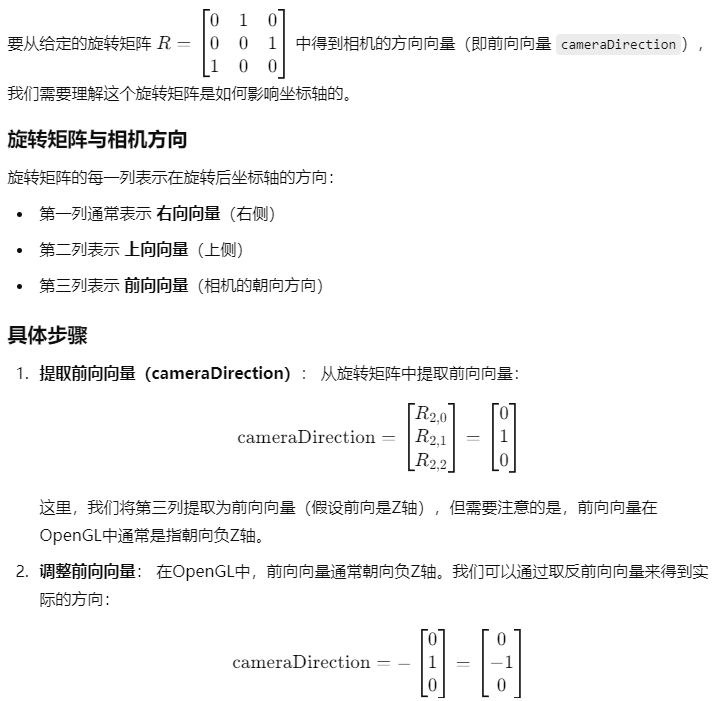 要从给定的旋转矩阵 $R = \begin{bmatrix} 0 & 1 & 0 \\ 0 & 0 & 1 \\ 1 & 0 & 0 \end{bmatrix}$ 中得到相机的方向向量（即前向向量 cameraDirection），
我们需要理解这个旋转矩阵是如何影响坐标轴的。
旋转矩阵与相机方向
旋转矩阵的每一列表示在旋转后坐标轴的方向：
• 第一列通常表示 右向向量（右侧）
• 第二列表示 上向向量（上侧）
• 第三列表示 前向向量（相机的朝向方向）
具体步骤
1. 提取前向向量（cameraDirection）： 从旋转矩阵中提取前向向量：
$\text{cameraDirection} = \begin{bmatrix} R_{2,0} \\ R_{2,1} \\ R_{2,2} \end{bmatrix} = \begin{bmatrix} 0 \\ 1 \\ 0 \end{bmatrix}$
这里，我们将第三列提取为前向向量（假设前向是Z轴），但需要注意的是，前向向量在
OpenGL中通常是指朝向负Z轴。
2. 调整前向向量： 在OpenGL中，前向向量通常朝向负Z轴。我们可以通过取反前向向量来得到实
际的方向：
$\text{cameraDirection} = - \begin{bmatrix} 0 \\ 1 \\ 0 \end{bmatrix} = \begin{bmatrix} 0 \\ -1 \\ 0 \end{bmatrix}$